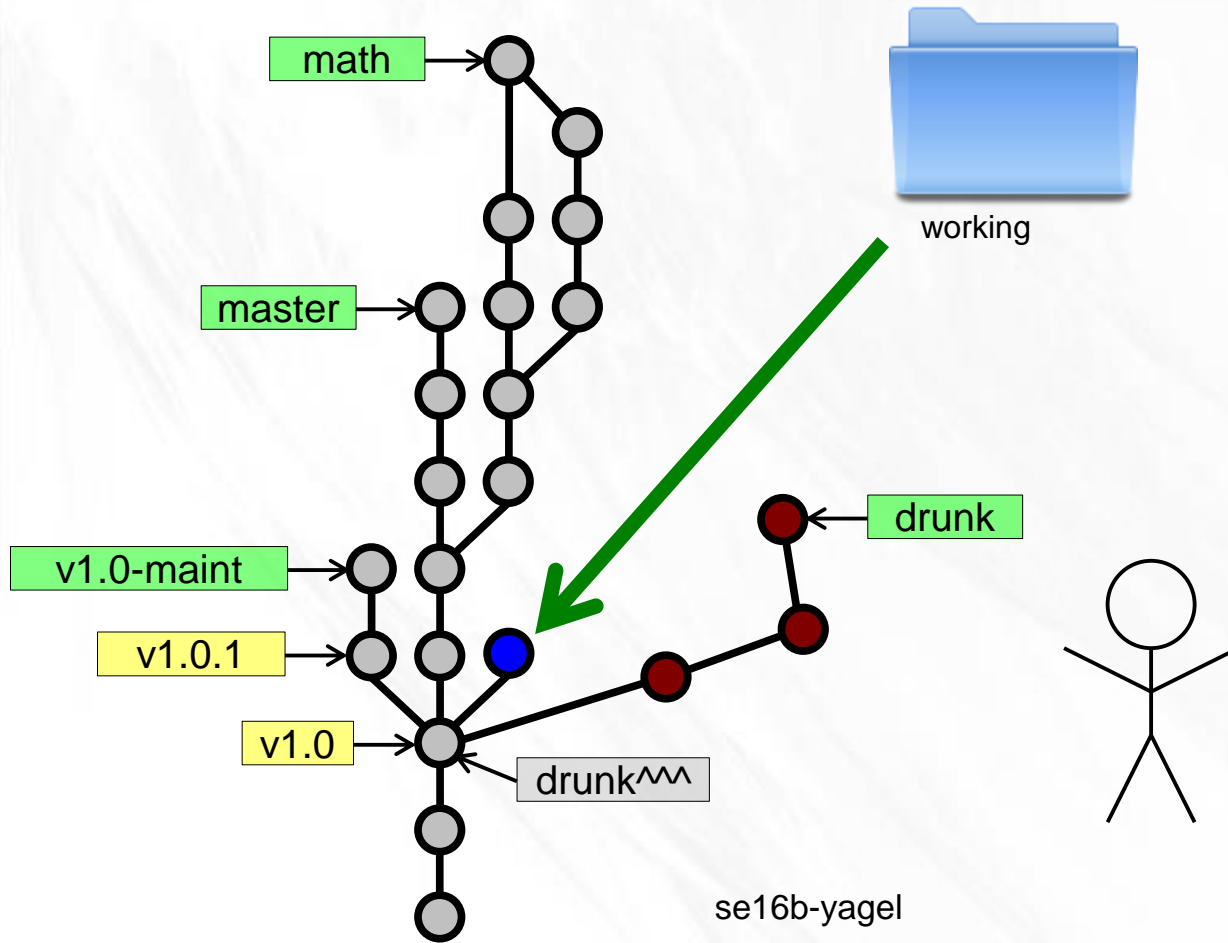 math
working
master
drunk
v1.0-maint
v1.0.1
v1.0
drunk^^^
se16b-yagel